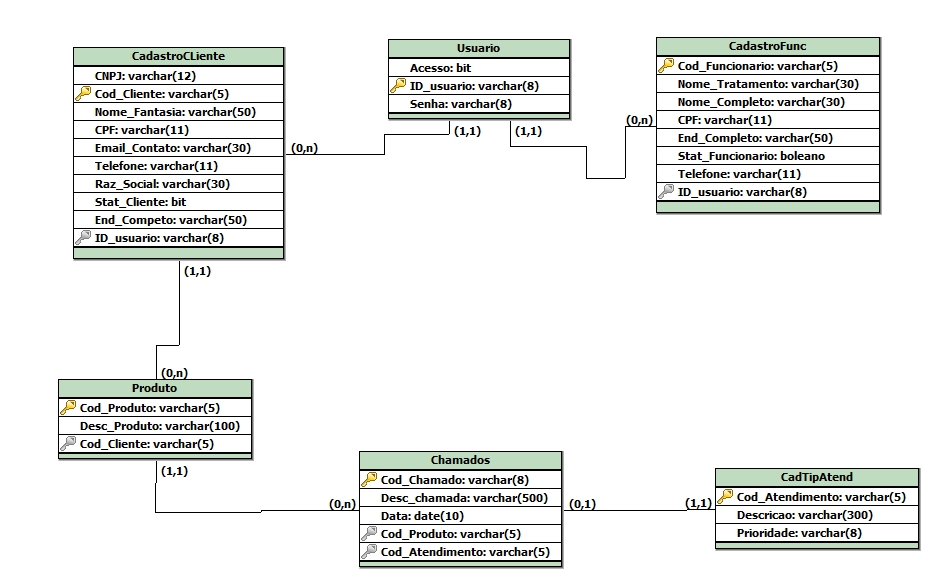 CadastroCLiente
CNPJ: varchar(12)
Cod_Cliente: varchar(5)
Nome_Fantasia: varchar(50)
CPF: varchar(11)
Email_Contato: varchar(30)
Telefone: varchar(11)
Raz_Social: varchar(30)
Stat_Cliente: bit
End_Competo: varchar(50)
ID_usuario: varchar(8)
(0,n)
(1,1)
Usuario
Acesso: bit
ID_usuario: varchar(8)
Senha: varchar(8)
(1,1)
(1,1)
CadastroFunc
Cod_Funcionario: varchar(5)
Nome_Tratamento: varchar(30)
Nome_Completo: varchar(30)
CPF: varchar(11)
End_Completo: varchar(50)
Stat_Funcionario: boleano
Telefone: varchar(11)
ID_usuario: varchar(8)
(0,n)
(0,n)
Produto
Cod_Produto: varchar(5)
Desc_Produto: varchar(100)
Cod_Cliente: varchar(5)
(1,1)
(0,n)
Chamados
Cod_Chamado: varchar(8)
Desc_chamada: varchar(500)
Data: date(10)
Cod_Produto: varchar(5)
Cod_Atendimento: varchar(5)
(0,1)
(1,1)
CadTipAtend
Cod_Atendimento: varchar(5)
Descricao: varchar(300)
Prioridade: varchar(8)